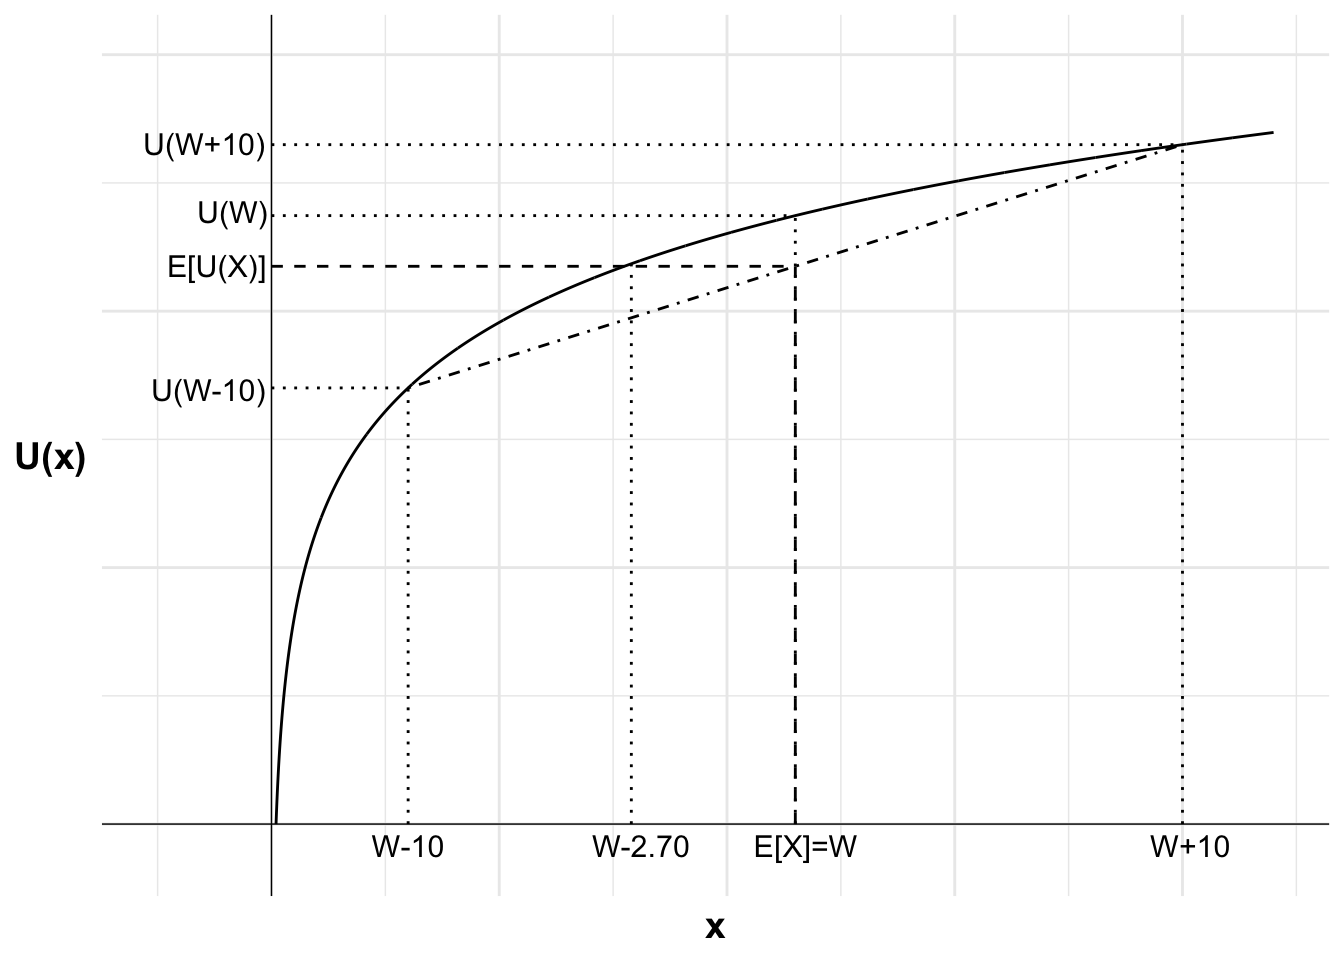 U(W+10)
U(W)
E[U(X)]
U(W-10)
U(x)
W-10 W-2.70 E[X]=W W+10
x